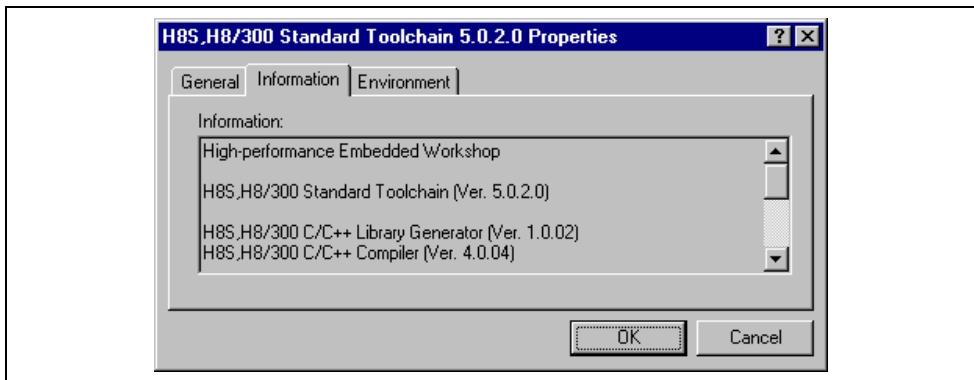 H8S,H8/300 Standard Toolchain 5.0.2.0 Properties
General Information Environment
Information:
High-performance Embedded Workshop
H8S,H8/300 Standard Toolchain (Ver. 5.0.2.0)
H8S,H8/300 C/C++ Library Generator (Ver. 1.0.02)
H8S,H8/300 C/C++ Compiler (Ver. 4.0.04)
OK Cancel